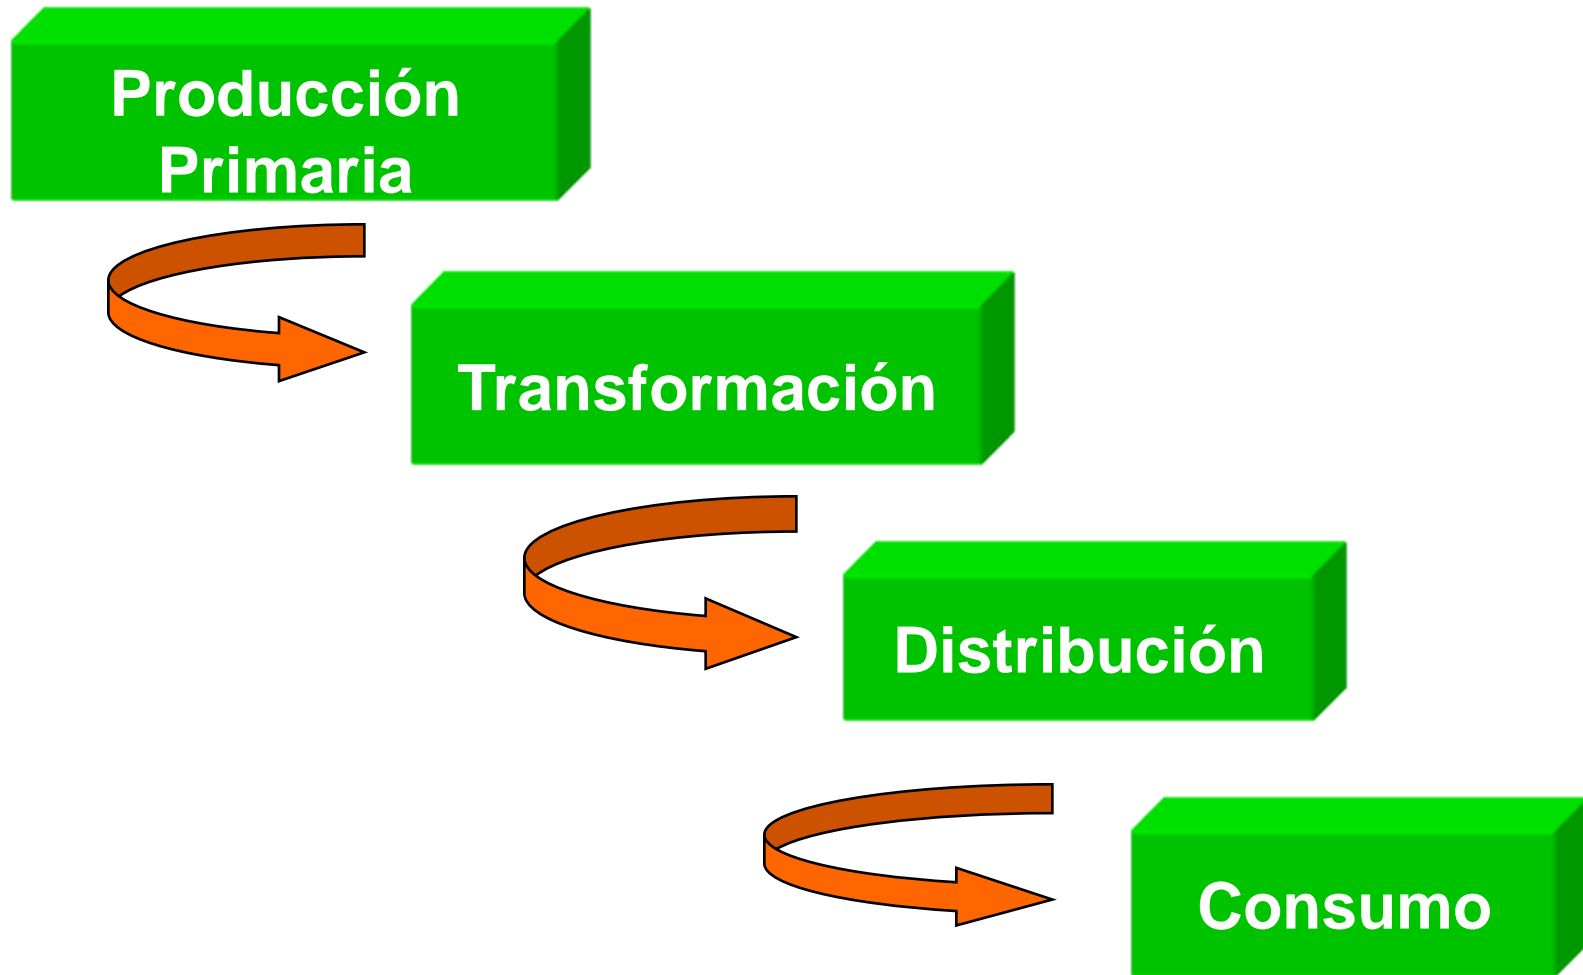 Producción
Primaria
Transformación
Distribución
Consumo